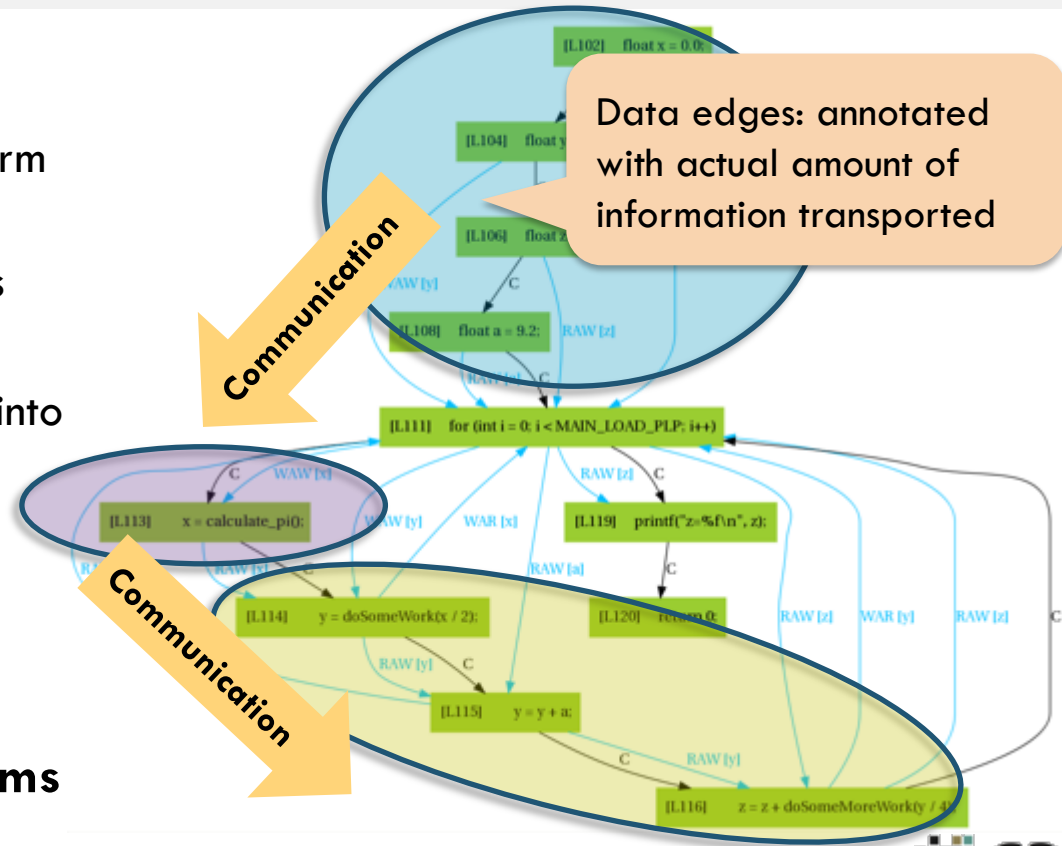 [L102] float x = 0.0;
Data edges: annotated
with actual amount of
information transported
[L104] float y
rm
[L106] float z
s
Communication
WAW [y]
C
[L108] float a = 9.2;
RAW [z]
C
into
[L111] for (int i = 0; i < MAIN_LOAD_PLP; i++)
C
WAW [x]
RAW [z]
C
[L113] x = calculate_pi();
WAW [y]
WAR [x]
[L119] printf("z=%f\n", z);
RAW [x]
C
RAW [a]
C
Communication
[L114] y = doSomeWork(x / 2);
[L120] return 0;
RAW [z]
WAR [y]
RAW [z]
C
RAW [y]
C
[L115] y = y + a;
C
RAW [y]
ms
[L116] z = z + doSomeMoreWork(y / 4);